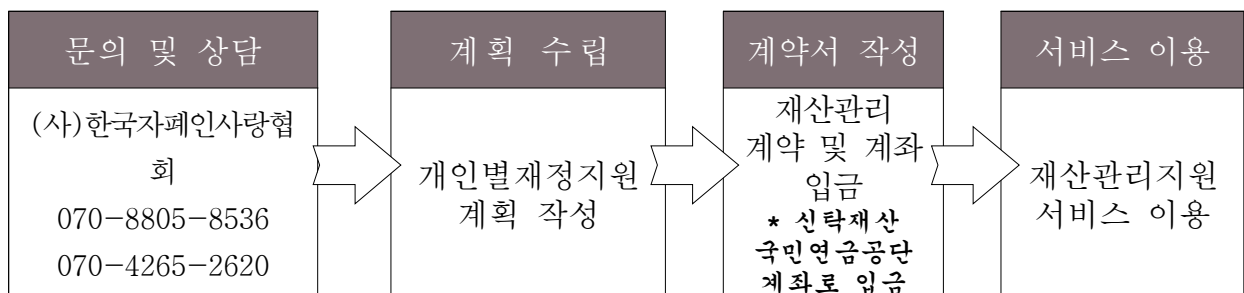 문의 및 상담
(사)한국자폐인사랑협
회
070-8805-8536
070-4265-2620
계획 수립
개인별재정지원
계획 작성
계약서 작성
재산관리
계약 및 계좌
입금
* 신탁재산
국민연금공단
계좌로 입금
서비스 이용
재산관리지원
서비스 이용